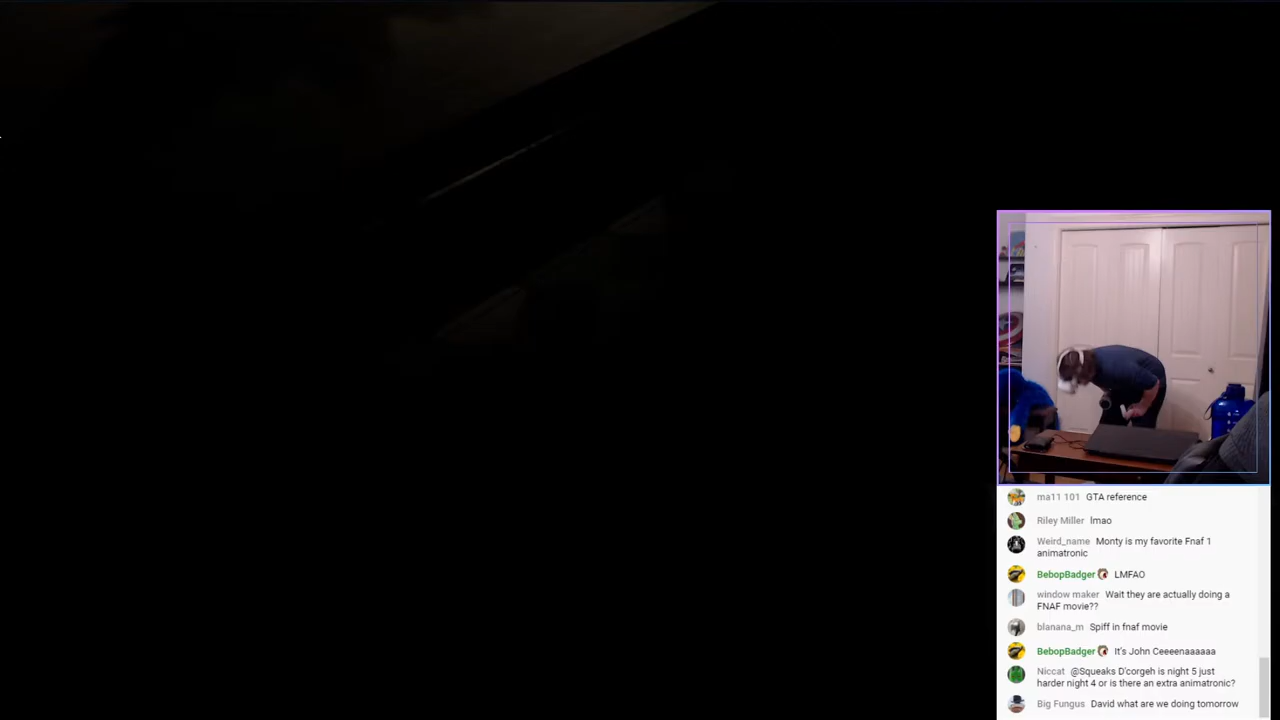 ma11 101 GTA reference
Riley Miller lmao
Weird_name Monty is my favorite Fnaf 1
animatronic
BebopBadger LMFAO
window maker Wait they are actually doing a
FNAF movie??
blanana_m Spiff in fnaf movie
BebopBadger It's John Ceeeenaaaaaa
Niccat @Squeaks D'corgeh is night 5 just
harder night 4 or is there an extra animatronic?
Big Fungus David what are we doing tomorrow